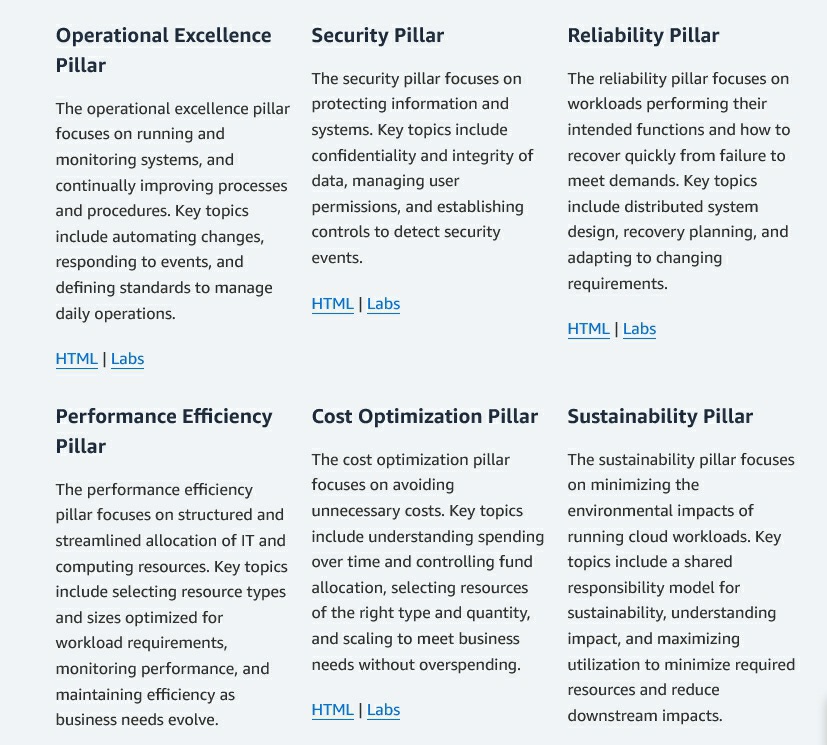 Operational Excellence
Pillar
The operational excellence pillar
focuses on running and
monitoring systems, and
continually improving processes
and procedures. Key topics
include automating changes,
responding to events, and
defining standards to manage
daily operations.
HTML | Labs
Security Pillar
The security pillar focuses on
protecting information and
systems. Key topics include
confidentiality and integrity of
data, managing user
permissions, and establishing
controls to detect security
events.
HTML | Labs
Reliability Pillar
The reliability pillar focuses on
workloads performing their
intended functions and how to
recover quickly from failure to
meet demands. Key topics
include distributed system
design, recovery planning, and
adapting to changing
requirements.
HTML | Labs
Performance Efficiency
Pillar
The performance efficiency
pillar focuses on structured and
streamlined allocation of IT and
computing resources. Key topics
include selecting resource types
and sizes optimized for
workload requirements,
monitoring performance, and
maintaining efficiency as
business needs evolve.
Cost Optimization Pillar
The cost optimization pillar
focuses on avoiding
unnecessary costs. Key topics
include understanding spending
over time and controlling fund
allocation, selecting resources
of the right type and quantity,
and scaling to meet business
needs without overspending.
HTML | Labs
Sustainability Pillar
The sustainability pillar focuses
on minimizing the
environmental impacts of
running cloud workloads. Key
topics include a shared
responsibility model for
sustainability, understanding
impact, and maximizing
utilization to minimize required
resources and reduce
downstream impacts.